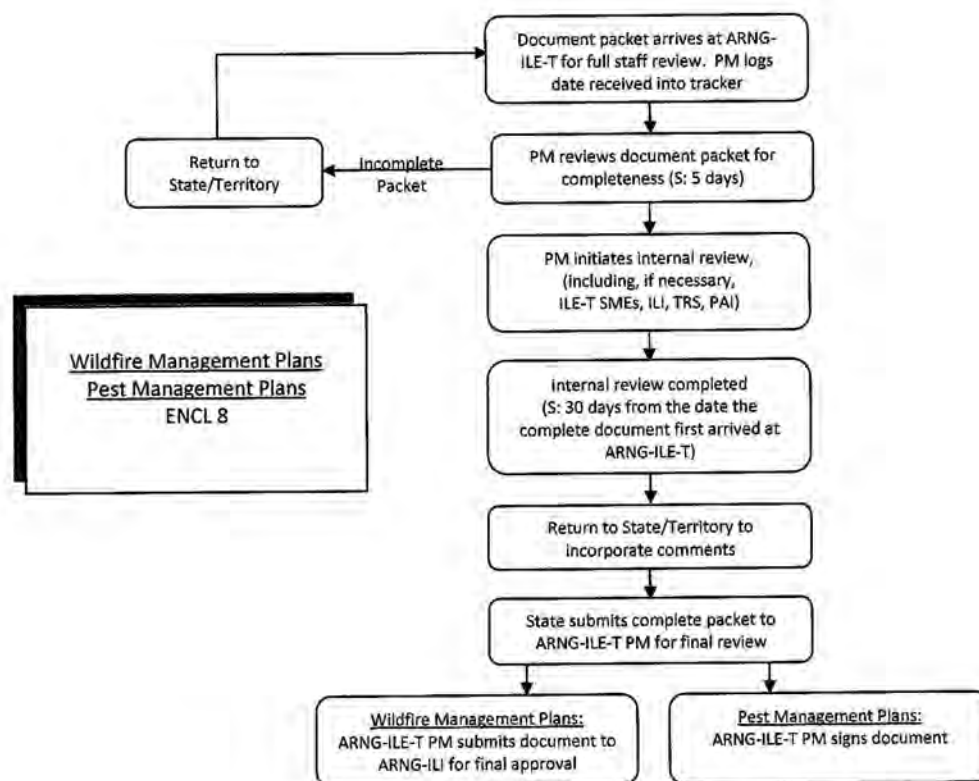 Document packet arrives at ARNG-
ILE-T for full staff review. PM logs
date received into tracker
Return to
State/Territory
Incomplete
Packet
PM reviews document packet for
completeness (S: 5 days)
PM initiates internal review,
(including, if necessary,
ILE-T SMEs, ILI, TRS, PAI)
Wildfire Management Plans
Pest Management Plans
ENCL 8
Internal review completed
(S: 30 days from the date the
complete document first arrived at
ARNG-ILE-T)
Return to State/Territory to
incorporate comments
State submits complete packet to
ARNG-ILE-T PM for final review
Wildfire Management Plans:
ARNG-ILE-T PM submits document to
ARNG-ILI for final approval
Pest Management Plans:
ARNG-ILE-T PM signs document